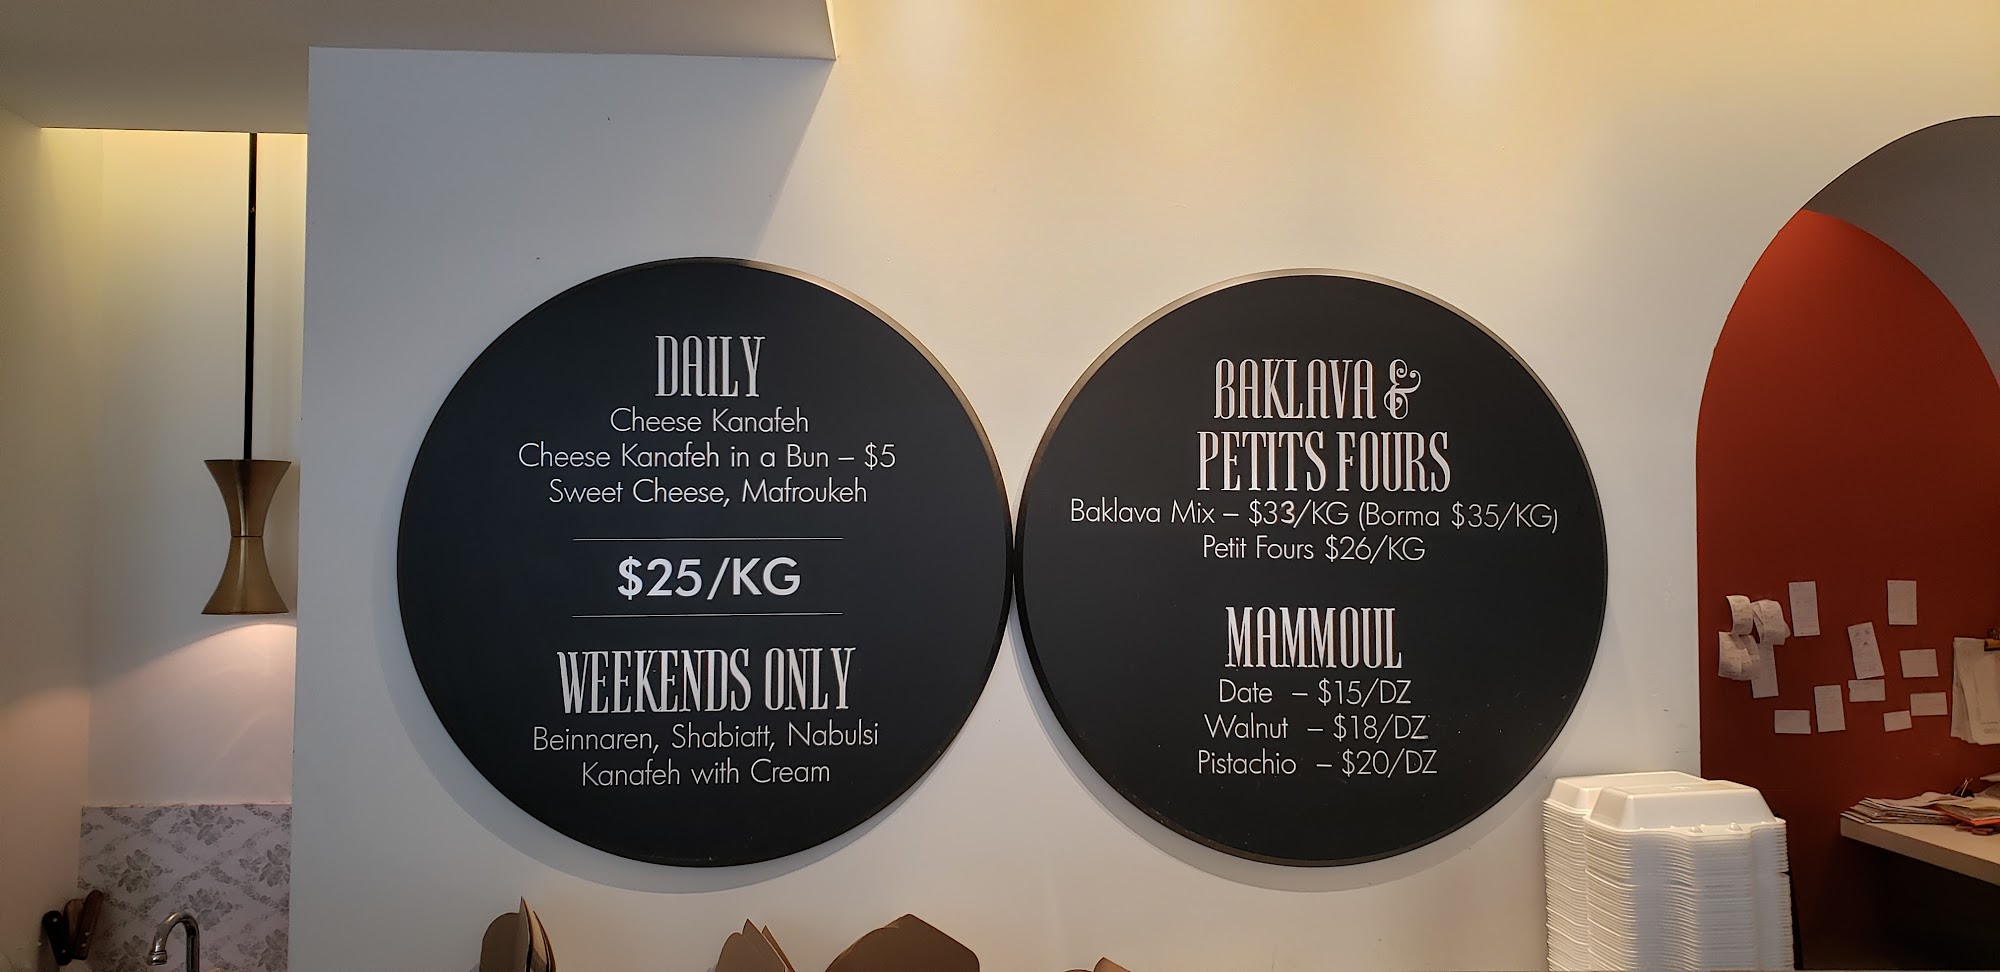 DAILY
Cheese Kanafeh
Cheese Kanafeh in a Bun – $5
Sweet Cheese, Mafroukeh
$25/KG
WEEKENDS ONLY
Beinnaren, Shabiatt, Nabulsi
Kanafeh with Cream
BAKLAVA &
PETITS FOURS
Baklava Mix – $33/KG (Borma $35/KG)
Petit Fours $26/KG
MAMMOUL
Date – $15/DZ
Walnut – $18/DZ
Pistachio – $20/DZ